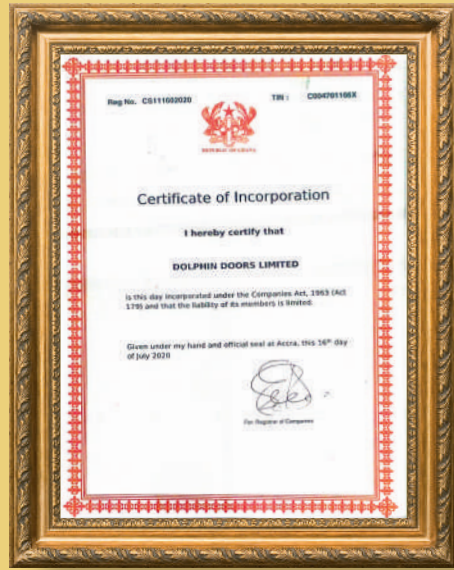 Reg No. CS111602020 TIN : C004701166X
REPUBLIC OF GHANA
Certificate of Incorporation
I hereby certify that
DOLPHIN DOORS LIMITED
is this day incorporated under the Companies Act, 1963 (Act
179) and that the liability of its members is limited.
Given under my hand and official seal at Accra, this 16th day
of July 2020
For: Registrar of Companies